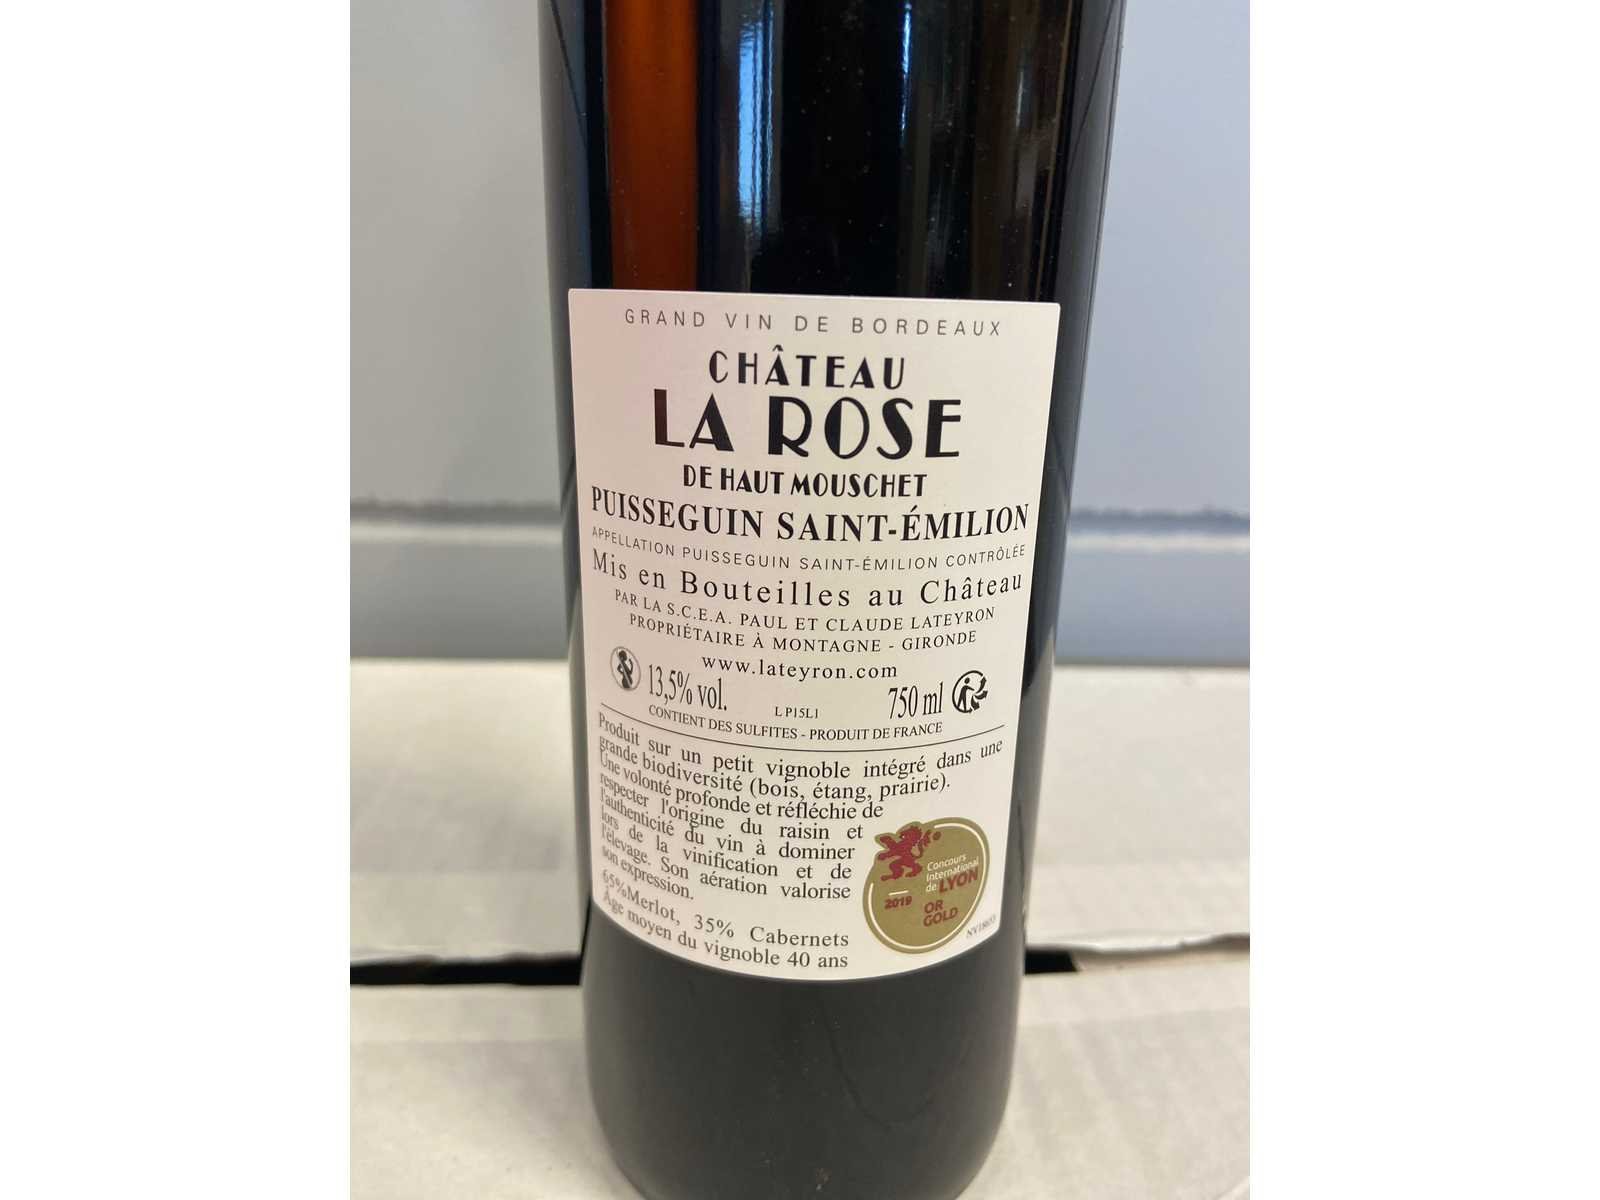 GRAND VIN DE BORDEAUX
CHÂTEAU
LA ROSE
DE HAUT MOUSCHET
PUISSEGUIN SAINT-ÉMILION
APPELLATION PUISSEGUIN SAINT-ÉMILION CONTRÔLÉE
Mis en Bouteilles au Château
PAR LA S.C.E.A. PAUL ET CLAUDE LATEYRON
PROPRIÉTAIRE À MONTAGNE - GIRONDE
www.lateyron.com
13,5% vol.
L P15L1
750 ml
CONTIENT DES SULFITES - PRODUIT DE FRANCE
Produit sur un petit vignoble intégré dans une
grande biodiversité (bois, étang, prairie).
Une volonté profonde et réfléchie de
respecter l'origine du raisin et
l'authenticité du vin à dominer
lors de la vinification et de
l'élevage. Son aération valorise
son expression.
65%Merlot, 35% Cabernets
Âge moyen du vignoble 40 ans
Concours
International
de LYON
2019
OR
GOLD